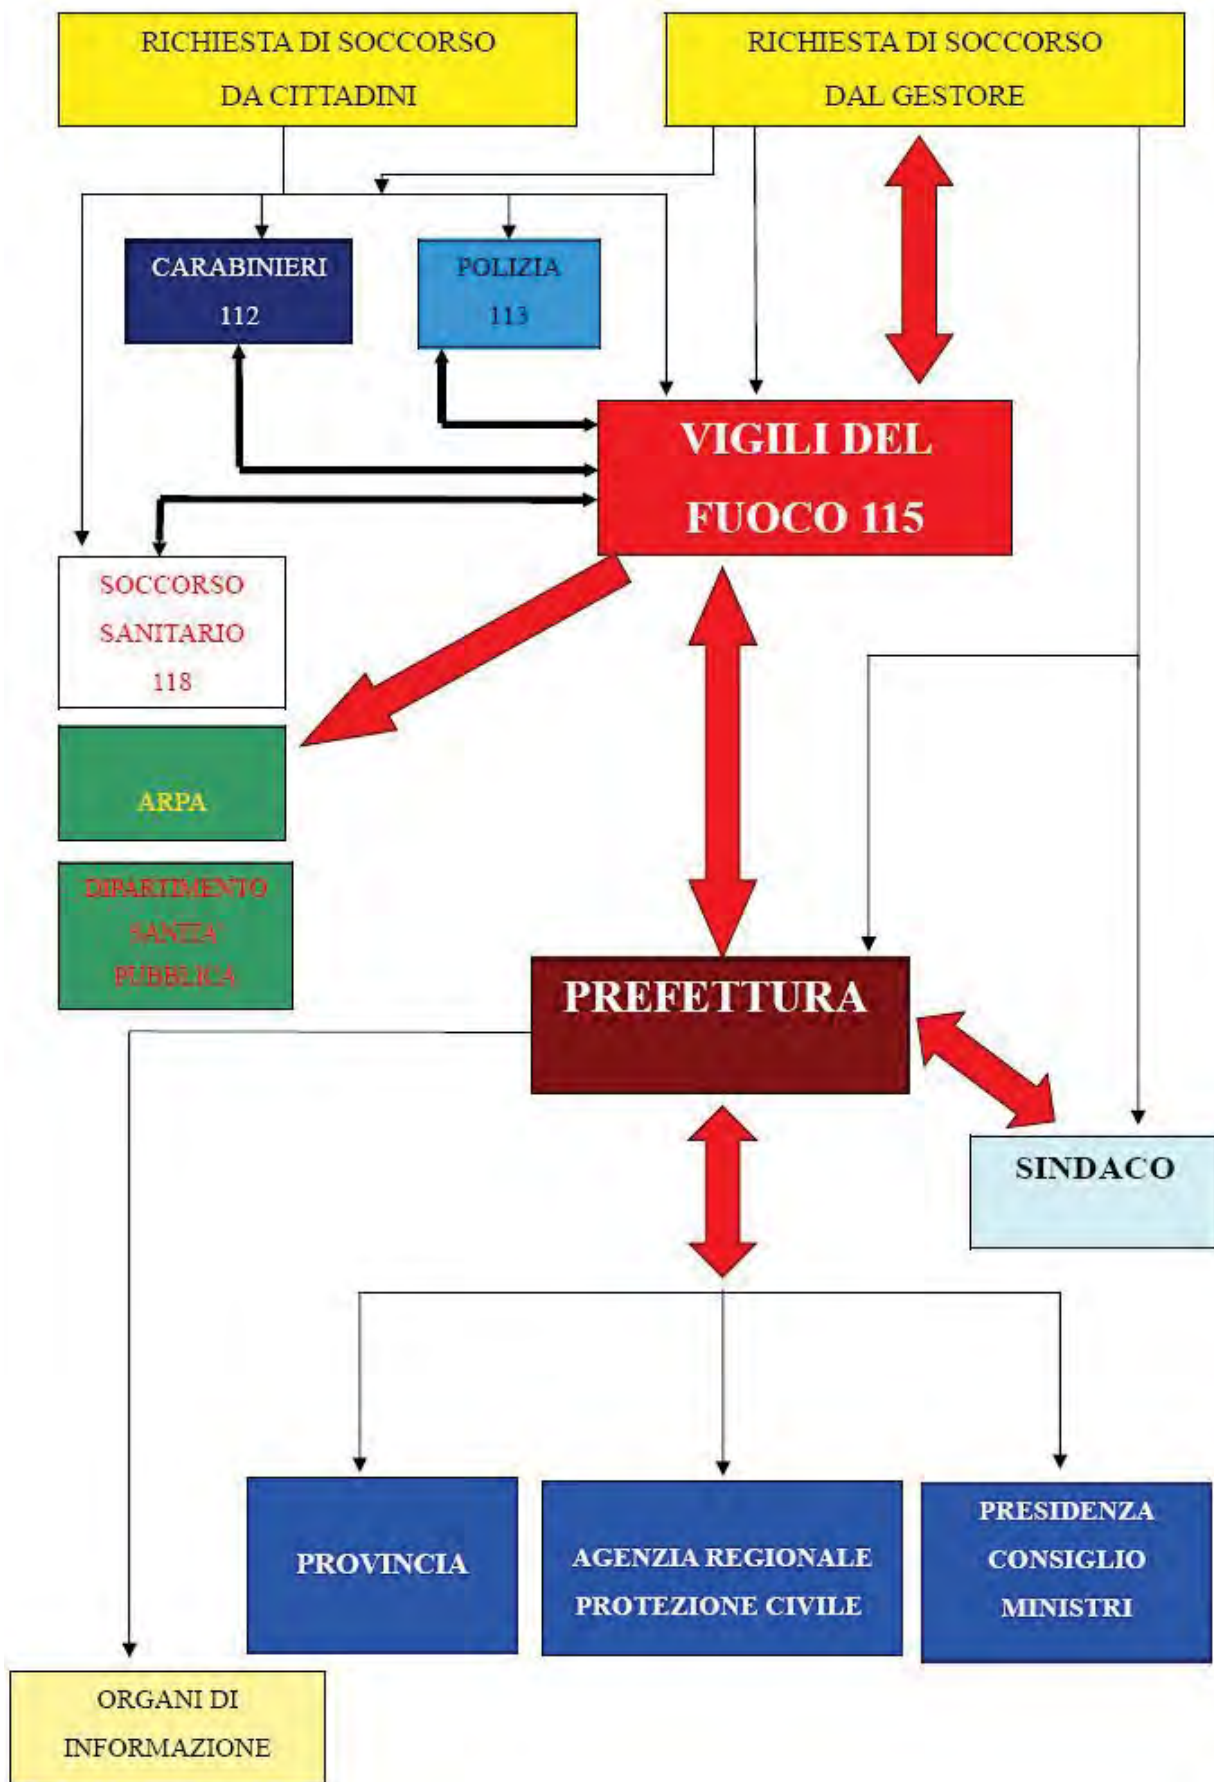 RICHIESTA DI SOCCORSO
DA CITTADINI
RICHIESTA DI SOCCORSO
DAL GESTORE
CARABINIERI
112
POLIZIA
113
VIGILI DEL
FUOCO 115
SOCCORSO
SANITARIO
118
ARPA
DIPARTIMENTO
SANITA'
PUBBLICA
PREFETTURA
SINDACO
PROVINCIA
AGENZIA REGIONALE
PROTEZIONE CIVILE
PRESIDENZA
CONSIGLIO
MINISTRI
ORGANI DI
INFORMAZIONE